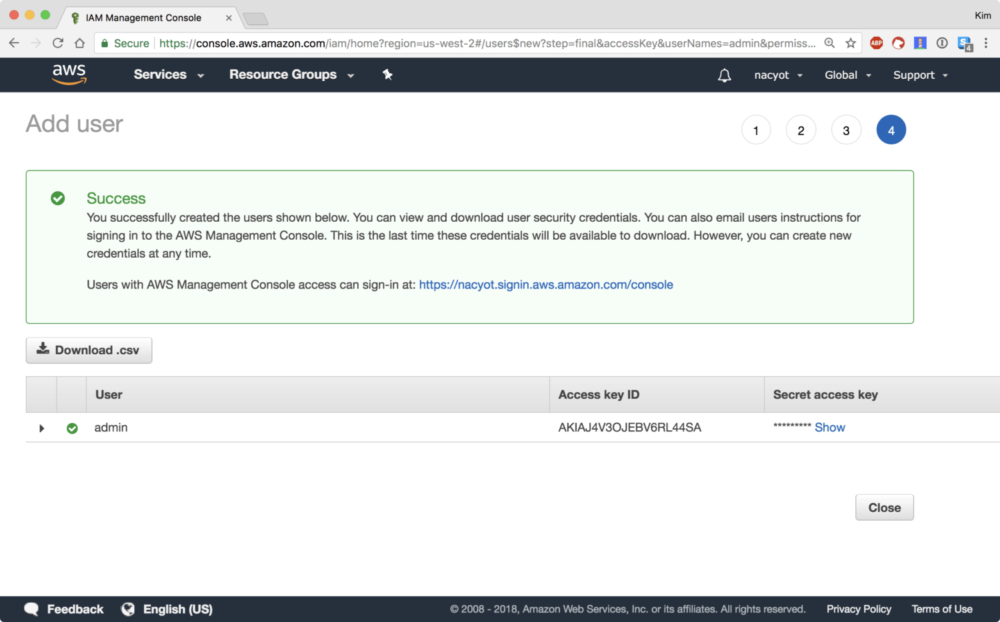 IAM Management Console
Kim
Secure https://console.aws.amazon.com/iam/home?region=us-west-2#/users$new?step=final&accessKey&userNames=admin&permiss...
ABP
4
aws Services Resource Groups nacyot Global Support
Add user
1 2 3 4
Success
You successfully created the users shown below. You can view and download user security credentials. You can also email users instructions for
signing in to the AWS Management Console. This is the last time these credentials will be available to download. However, you can create new
credentials at any time.
Users with AWS Management Console access can sign-in at: https://nacyot.signin.aws.amazon.com/console
Download .csv
User Access key ID Secret access key
admin AKIAJ4V3OJEBV6RL44SA ********* Show
Close
Feedback English (US) © 2008 - 2018, Amazon Web Services, Inc. or its affiliates. All rights reserved. Privacy Policy Terms of Use